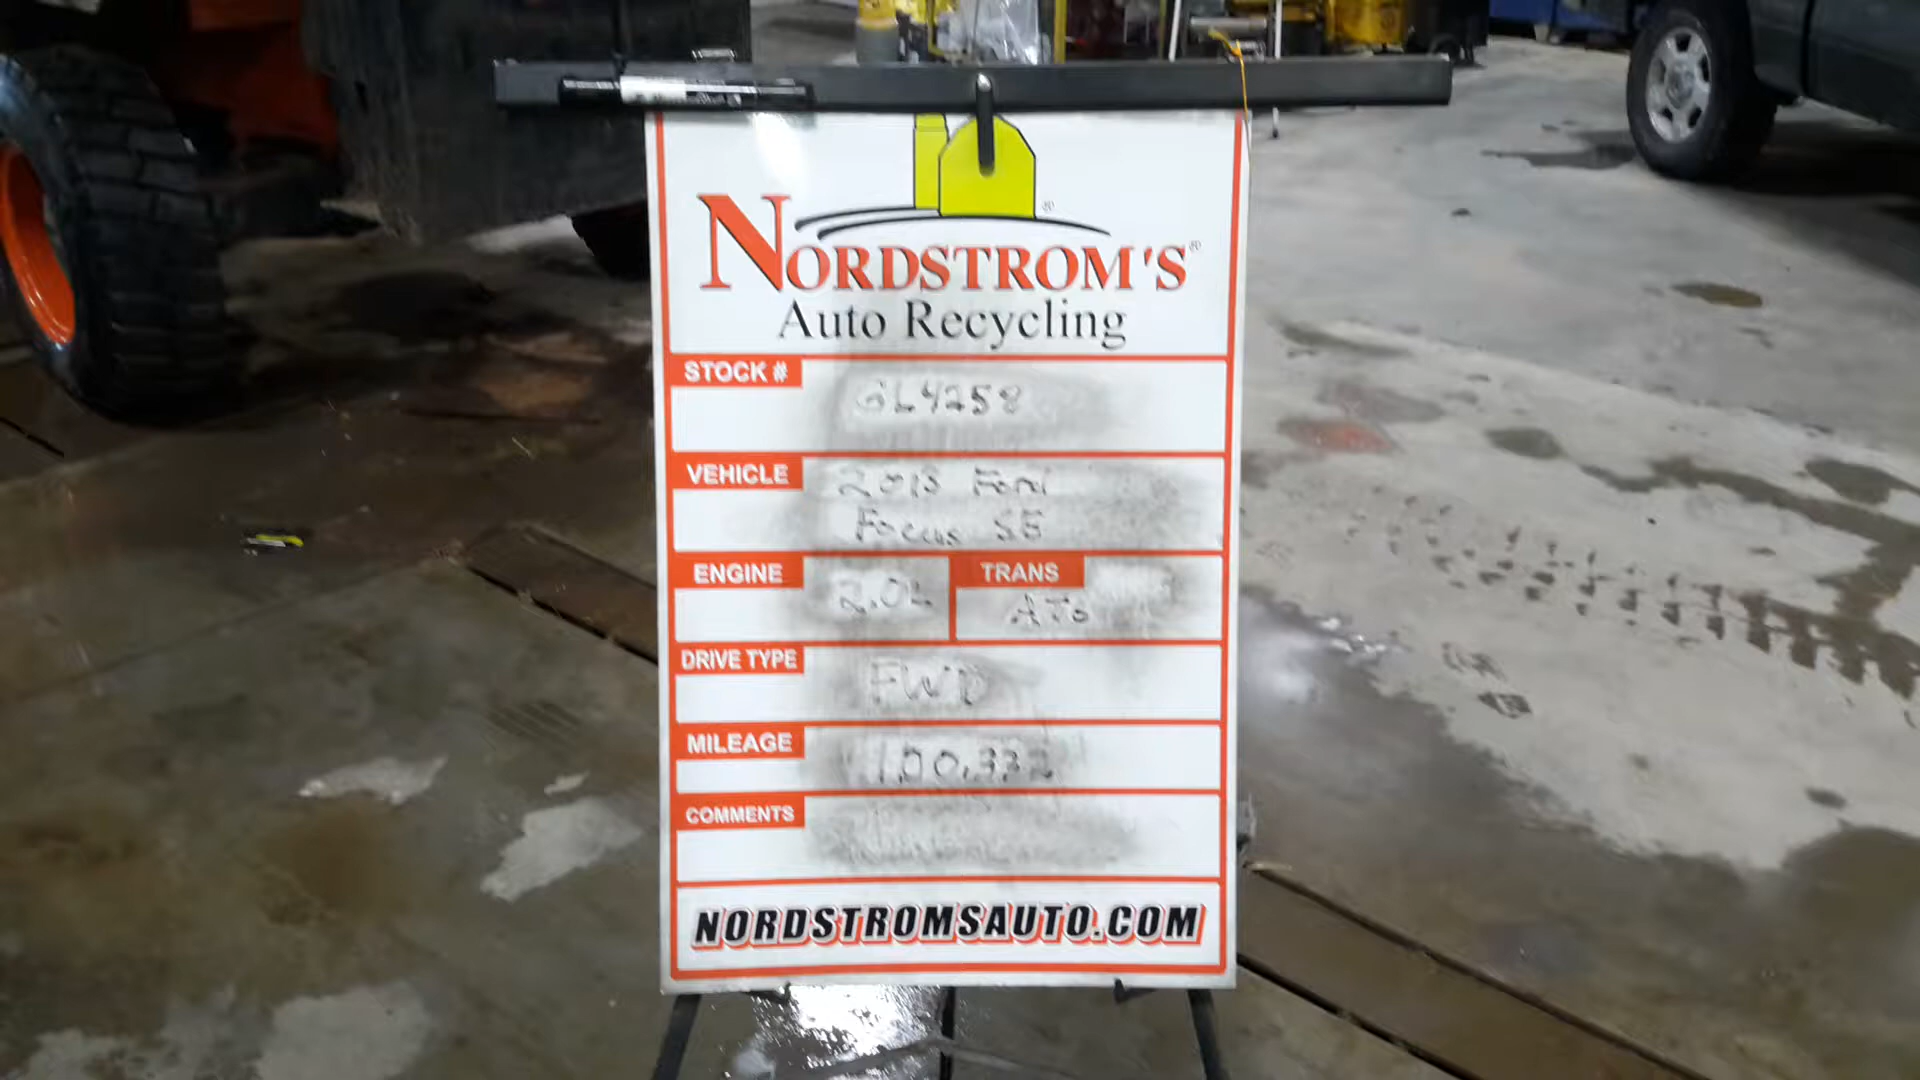 NORDSTROM'S®
Auto Recycling
STOCK # GL4258
VEHICLE 2013 Ford
Focus SE
ENGINE 2.0L TRANS ATO
DRIVE TYPE FWD
MILEAGE 100,332
COMMENTS
NORDSTROMSAUTO.COM